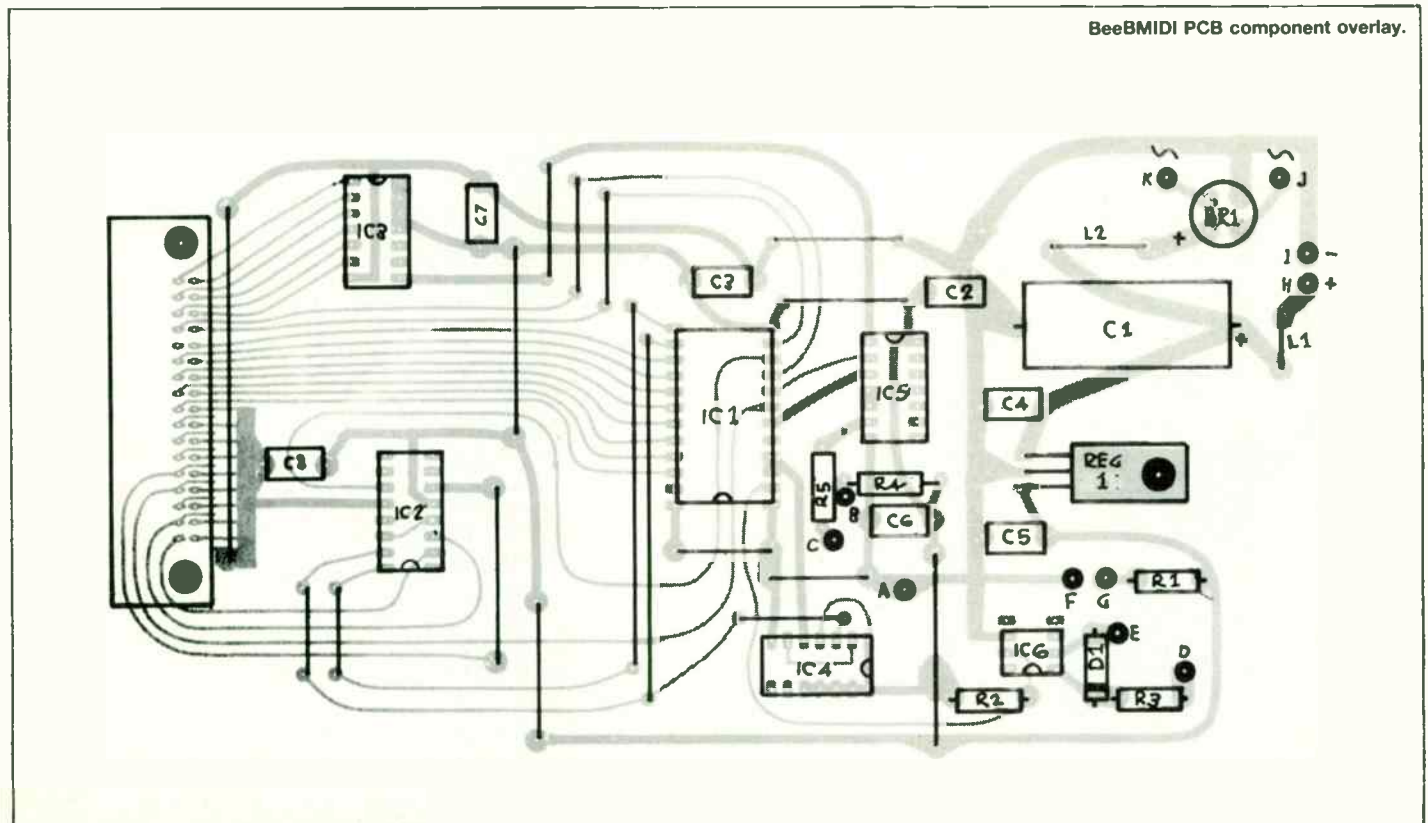 BeeBMIDI PCB component overlay.
K
J
BR1
+
L2
IC3
C7
I -
H +
C3
C2
C1
+
L1
IC1
IC5
C4
C8
REG
1
IC2
R5
R4
B
C6
C
C5
A
F
G
R1
E
IC6
D1
D
IC4
R2
R3